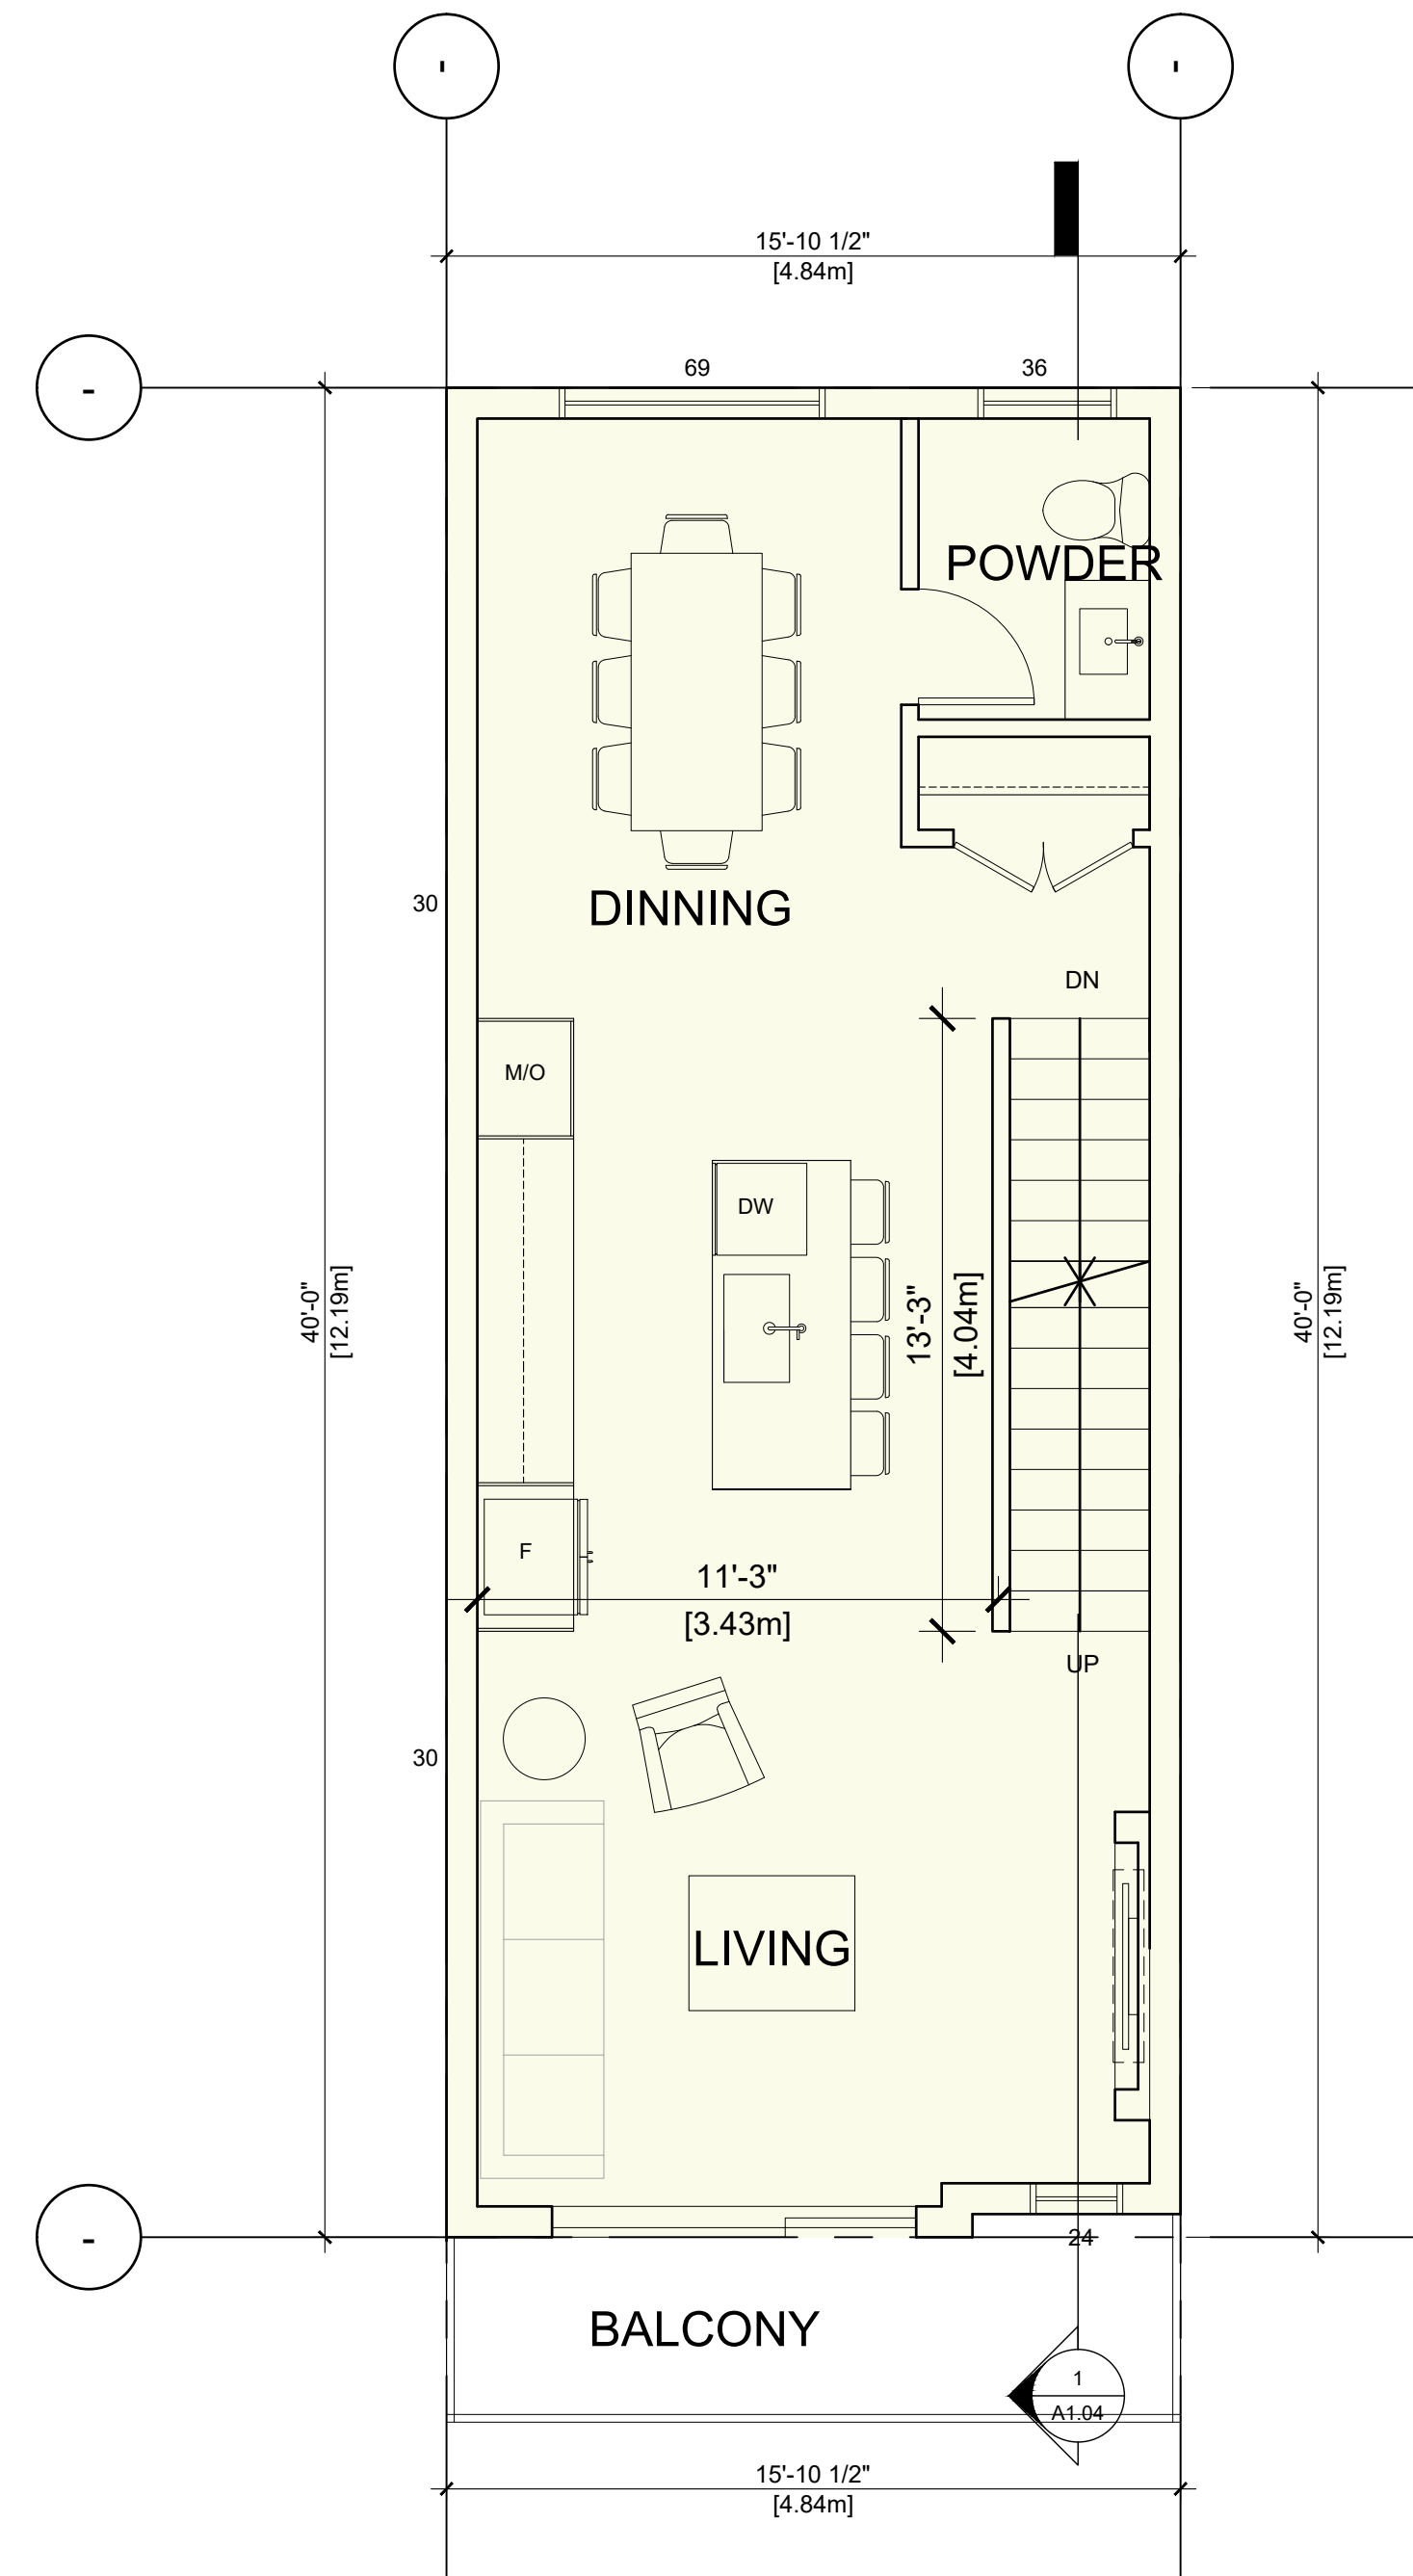 -
-
15'-10 1/2"
[4.84m]
69
36
-
POWDER
30
DINNING
DN
M/O
DW
40'-0"
[12.19m]
13'-3"
[4.04m]
40'-0"
[12.19m]
F
11'-3"
[3.43m]
UP
30
LIVING
-
24
BALCONY
1
A1.04
15'-10 1/2"
[4.84m]